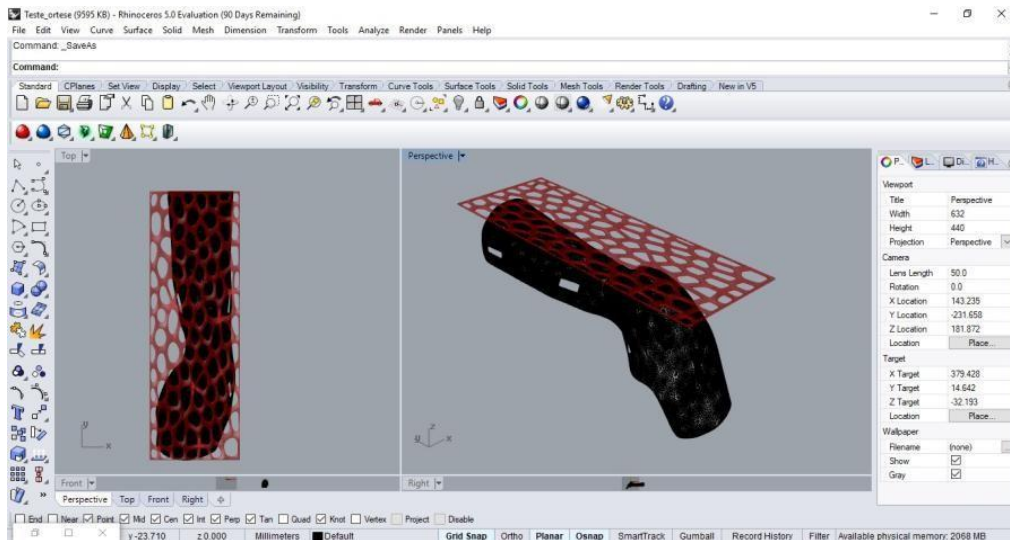 Teste_ortese (9595 KB) - Rhinoceros 5.0 Evaluation (90 Days Remaining)
File Edit View Curve Surface Solid Mesh Dimension Transform Tools Analyze Render Panels Help
Command: _SaveAs
Command:
Standard CPlanes Set View Display Select Viewport Layout Visibility Transform Curve Tools Surface Tools Solid Tools Mesh Tools Render Tools Drafting New in V5
Top
Perspective
P... L... Di... H...
Viewport
Title Perspective
Width 632
Height 440
Projection Perspective
Camera
Lens Length 50.0
Rotation 0.0
X Location 143.235
Y Location -231.658
Z Location 181.872
Location Place...
Target
X Target 379.428
Y Target 14.642
Z Target -32.193
Location Place...
Wallpaper
Filename (none) ...
Show
Gray
y
x
z
y
x
Front
Right
Perspective Top Front Right
End Near Point Mid Cen Int Perp Tan Quad Knot Vertex Project Disable
y -23.710 z 0.000 Millimeters Default Grid Snap Ortho Planar Osnap SmartTrack Gumball Record History Filter Available physical memory: 2068 MB